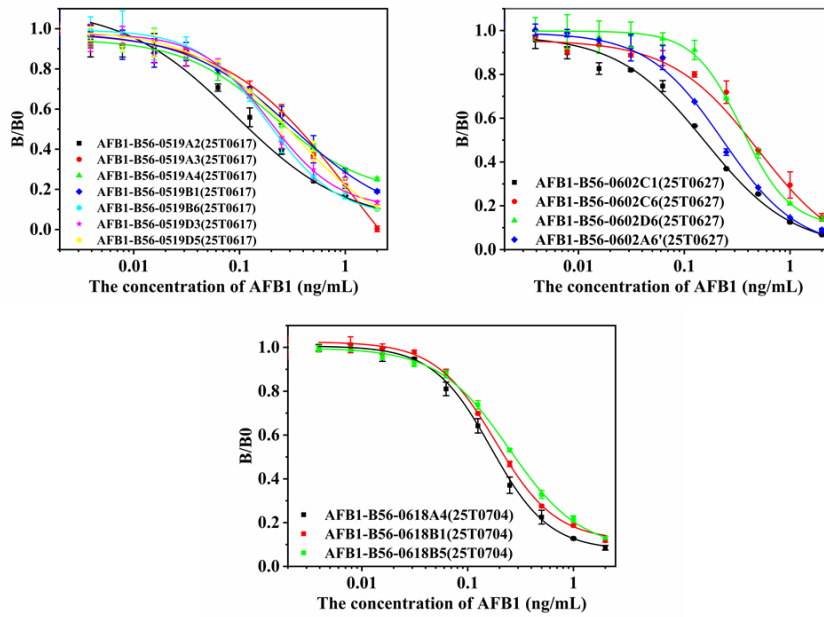 B/B0
1.0
0.8
0.6
0.4
0.2
0.0
AFB1-B56-0519A2(25T0617)
AFB1-B56-0519A3(25T0617)
AFB1-B56-0519A4(25T0617)
AFB1-B56-0519B1(25T0617)
AFB1-B56-0519B6(25T0617)
AFB1-B56-0519D3(25T0617)
AFB1-B56-0519D5(25T0617)
0.01
0.1
1
The concentration of AFB1 (ng/mL)
B/B0
1.0
0.8
0.6
0.4
0.2
0.0
AFB1-B56-0602C1(25T0627)
AFB1-B56-0602C6(25T0627)
AFB1-B56-0602D6(25T0627)
AFB1-B56-0602A6'(25T0627)
0.01
0.1
1
The concentration of AFB1 (ng/mL)
B/B0
1.0
0.8
0.6
0.4
0.2
0.0
AFB1-B56-0618A4(25T0704)
AFB1-B56-0618B1(25T0704)
AFB1-B56-0618B5(25T0704)
0.01
0.1
1
The concentration of AFB1 (ng/mL)